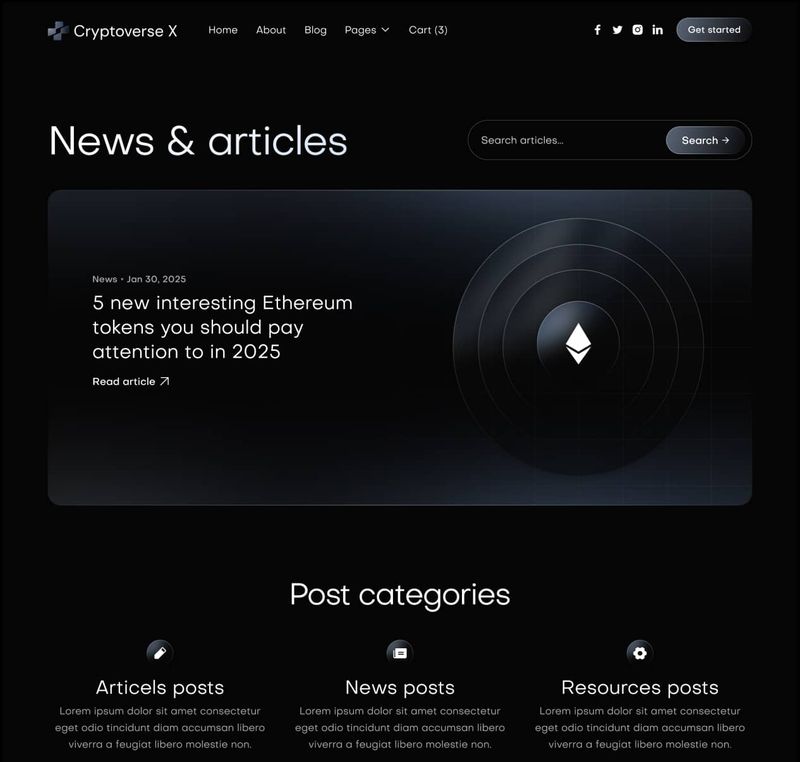 Cryptoverse X
Home
About
Blog
Pages
Cart (3)
Get started
News & articles
Search articles...
Search →
News • Jan 30, 2025
5 new interesting Ethereum
tokens you should pay
attention to in 2025
Read article
Post categories
Articels posts
Lorem ipsum dolor sit amet consectetur
eget odio tincidunt diam accumsan libero
viverra a feugiat libero molestie non.
News posts
Lorem ipsum dolor sit amet consectetur
eget odio tincidunt diam accumsan libero
viverra a feugiat libero molestie non.
Resources posts
Lorem ipsum dolor sit amet consectetur
eget odio tincidunt diam accumsan libero
viverra a feugiat libero molestie non.